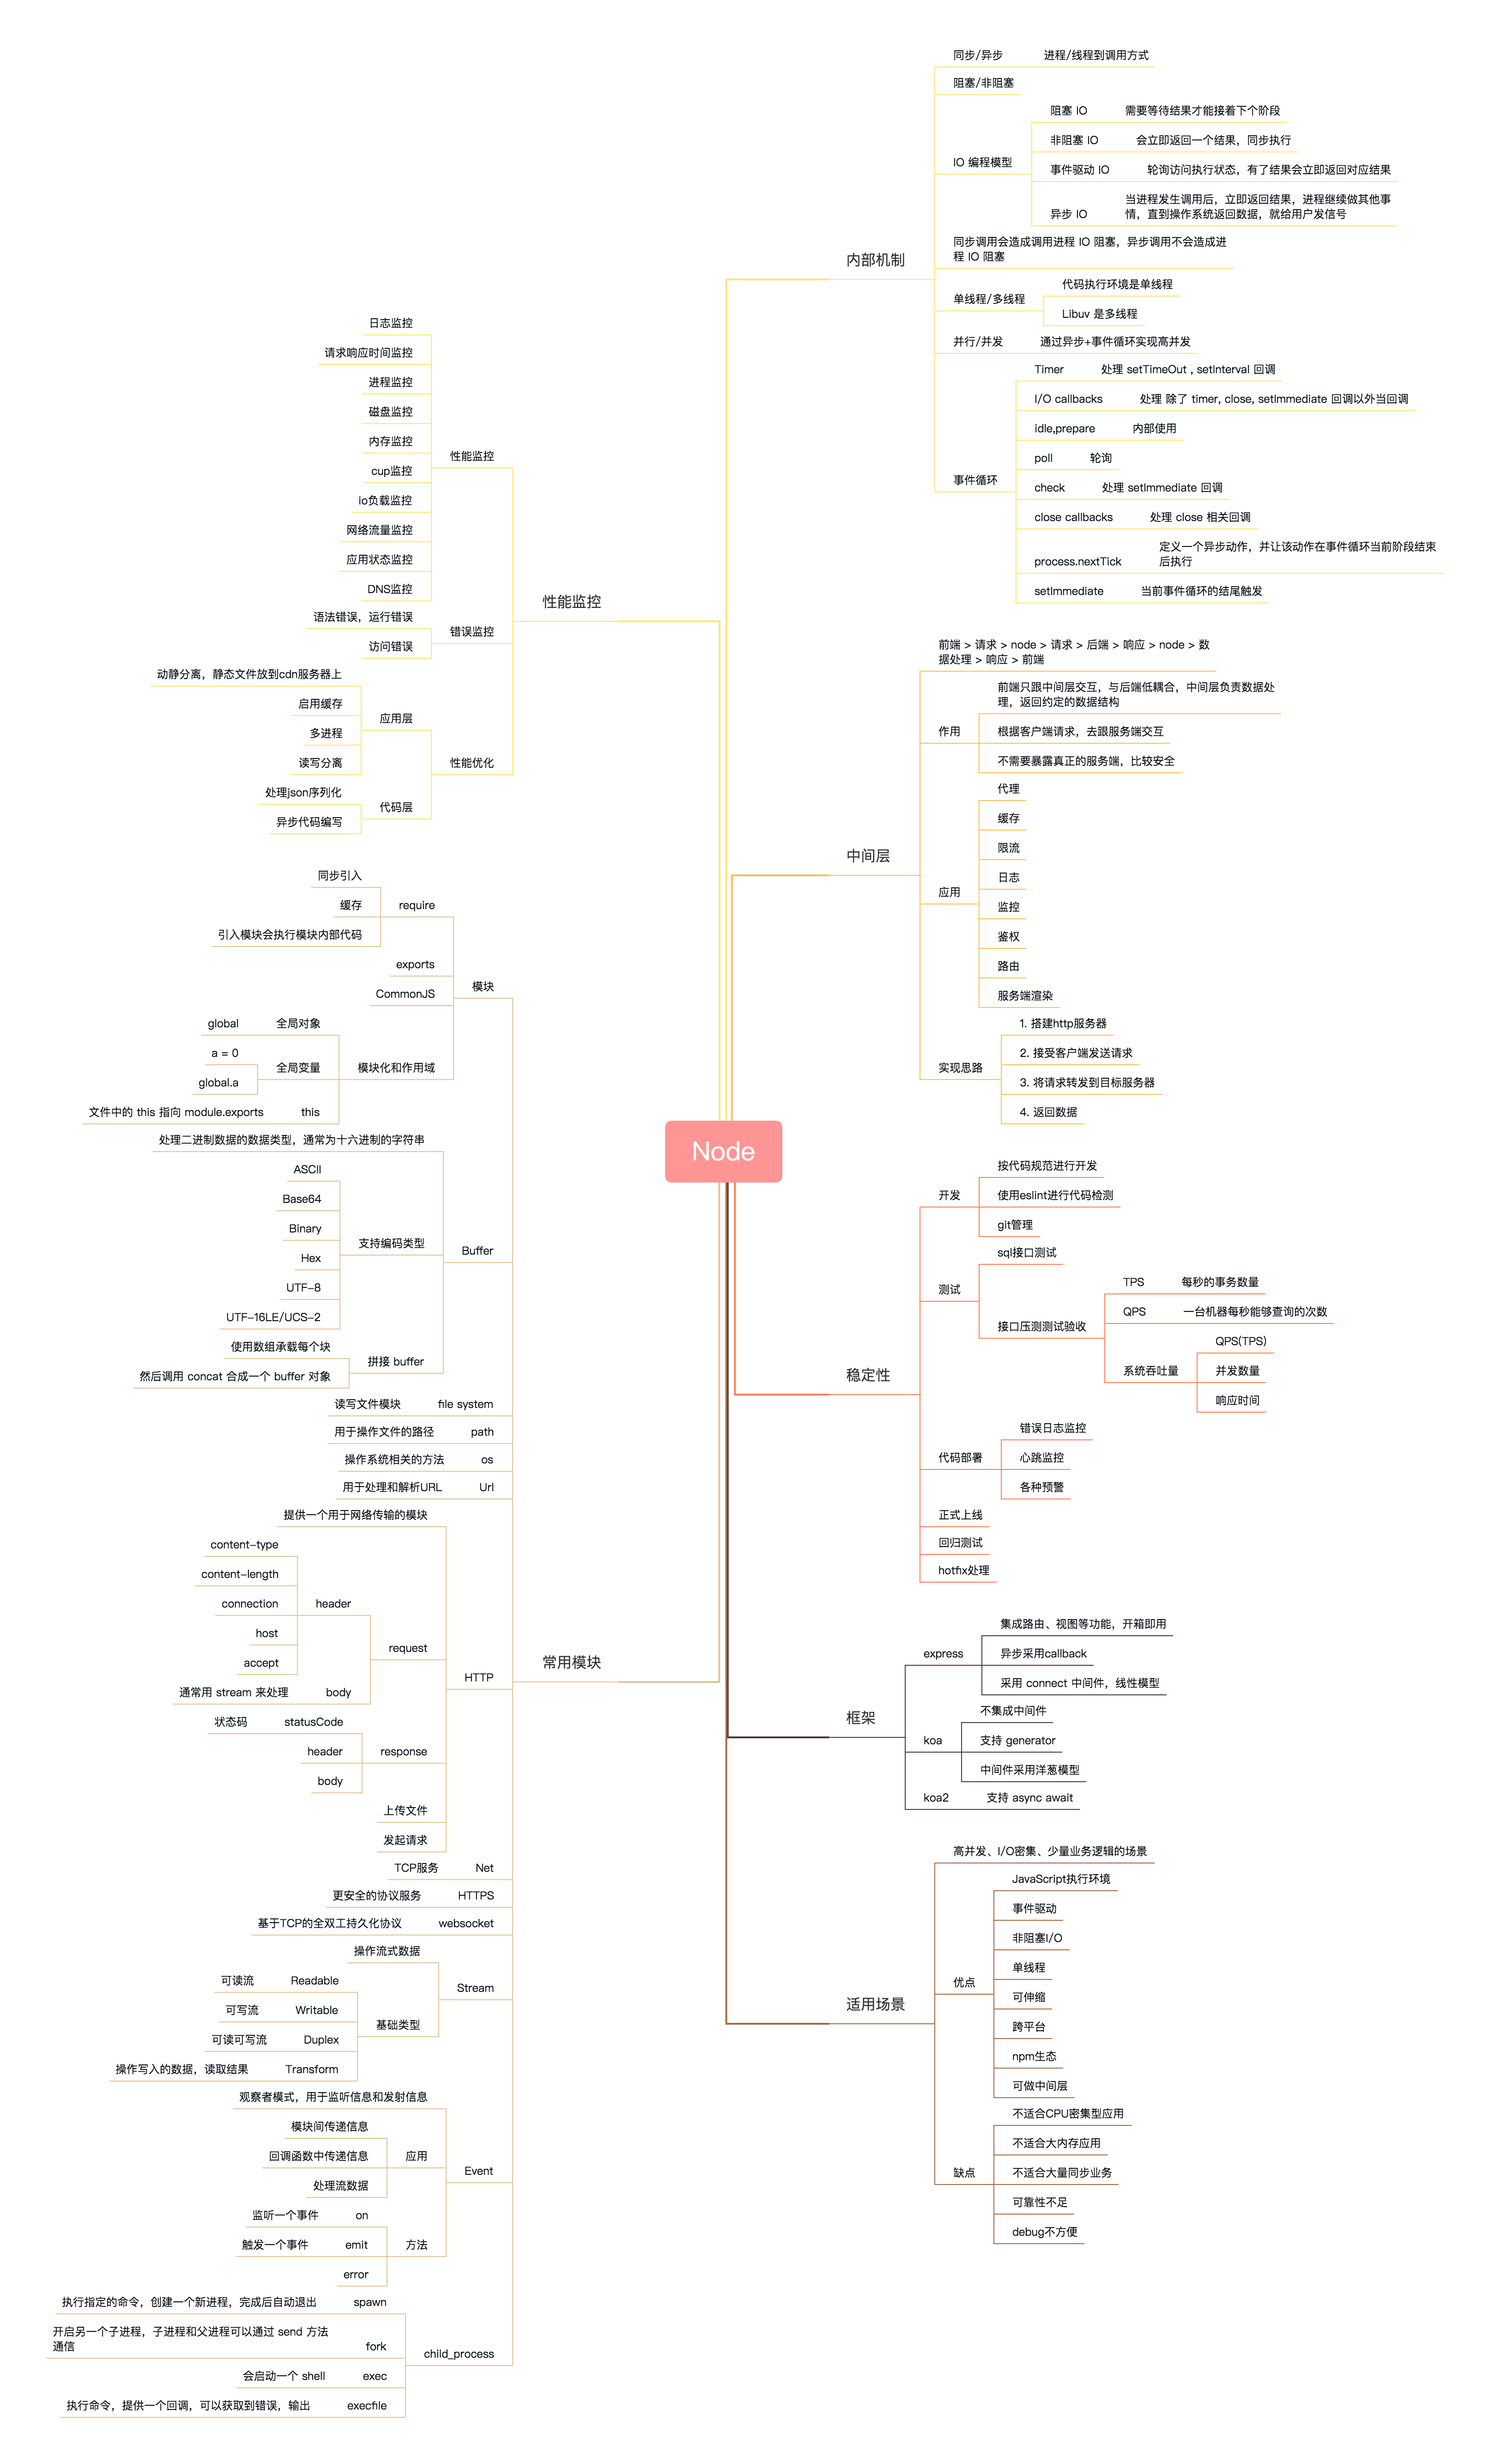 Node
内部机制
同步/异步
进程/线程到调用方式
阻塞/非阻塞
IO 编程模型
阻塞 IO
需要等待结果才能接着下个阶段
非阻塞 IO
会立即返回一个结果，同步执行
事件驱动 IO
轮询访问执行状态，有了结果会立即返回对应结果
异步 IO
当进程发生调用后，立即返回结果，进程继续做其他事
情，直到操作系统返回数据，就给用户发信号
同步调用会造成调用进程 IO 阻塞，异步调用不会造成进
程 IO 阻塞
单线程/多线程
代码执行环境是单线程
Libuv 是多线程
并行/并发
通过异步+事件循环实现高并发
事件循环
Timer
处理 setTimeOut , setInterval 回调
I/O callbacks
处理 除了 timer, close, setImmediate 回调以外当回调
idle,prepare
内部使用
poll
轮询
check
处理 setImmediate 回调
close callbacks
处理 close 相关回调
process.nextTick
定义一个异步动作，并让该动作在事件循环当前阶段结束
后执行
setImmediate
当前事件循环的结尾触发
中间层
前端 > 请求 > node > 请求 > 后端 > 响应 > node > 数
据处理 > 响应 > 前端
作用
前端只跟中间层交互，与后端低耦合，中间层负责数据处
理，返回约定的数据结构
根据客户端请求，去跟服务端交互
不需要暴露真正的服务端，比较安全
应用
代理
缓存
限流
日志
监控
鉴权
路由
服务端渲染
实现思路
1. 搭建http服务器
2. 接受客户端发送请求
3. 将请求转发到目标服务器
4. 返回数据
稳定性
开发
按代码规范进行开发
使用eslint进行代码检测
git管理
测试
sql接口测试
接口压测测试验收
TPS
每秒的事务数量
QPS
一台机器每秒能够查询的次数
系统吞吐量
QPS(TPS)
并发数量
响应时间
代码部署
错误日志监控
心跳监控
各种预警
正式上线
回归测试
hotfix处理
框架
express
集成路由、视图等功能，开箱即用
异步采用callback
采用 connect 中间件，线性模型
koa
不集成中间件
支持 generator
中间件采用洋葱模型
koa2
支持 async await
适用场景
高并发、I/O密集、少量业务逻辑的场景
优点
JavaScript执行环境
事件驱动
非阻塞I/O
单线程
可伸缩
跨平台
npm生态
可做中间层
缺点
不适合CPU密集型应用
不适合大内存应用
不适合大量同步业务
可靠性不足
debug不方便
性能监控
性能监控
日志监控
请求响应时间监控
进程监控
磁盘监控
内存监控
cup监控
io负载监控
网络流量监控
应用状态监控
DNS监控
错误监控
语法错误，运行错误
访问错误
性能优化
应用层
动静分离，静态文件放到cdn服务器上
启用缓存
多进程
读写分离
代码层
处理json序列化
异步代码编写
常用模块
模块
require
同步引入
缓存
引入模块会执行模块内部代码
exports
CommonJS
模块化和作用域
全局对象
global
全局变量
a = 0
global.a
this
文件中的 this 指向 module.exports
Buffer
处理二进制数据的数据类型，通常为十六进制的字符串
支持编码类型
ASCII
Base64
Binary
Hex
UTF-8
UTF-16LE/UCS-2
拼接 buffer
使用数组承载每个块
然后调用 concat 合成一个 buffer 对象
file system
读写文件模块
path
用于操作文件的路径
os
操作系统相关的方法
Url
用于处理和解析URL
HTTP
提供一个用于网络传输的模块
request
header
content-type
content-length
connection
host
accept
body
通常用 stream 来处理
response
statusCode
状态码
header
body
上传文件
发起请求
Net
TCP服务
HTTPS
更安全的协议服务
websocket
基于TCP的全双工持久化协议
Stream
操作流式数据
基础类型
Readable
可读流
Writable
可写流
Duplex
可读可写流
Transform
操作写入的数据，读取结果
Event
观察者模式，用于监听信息和发射信息
应用
模块间传递信息
回调函数中传递信息
处理流数据
方法
on
监听一个事件
emit
触发一个事件
error
child_process
spawn
执行指定的命令，创建一个新进程，完成后自动退出
fork
开启另一个子进程，子进程和父进程可以通过 send 方法
通信
exec
会启动一个 shell
execfile
执行命令，提供一个回调，可以获取到错误，输出